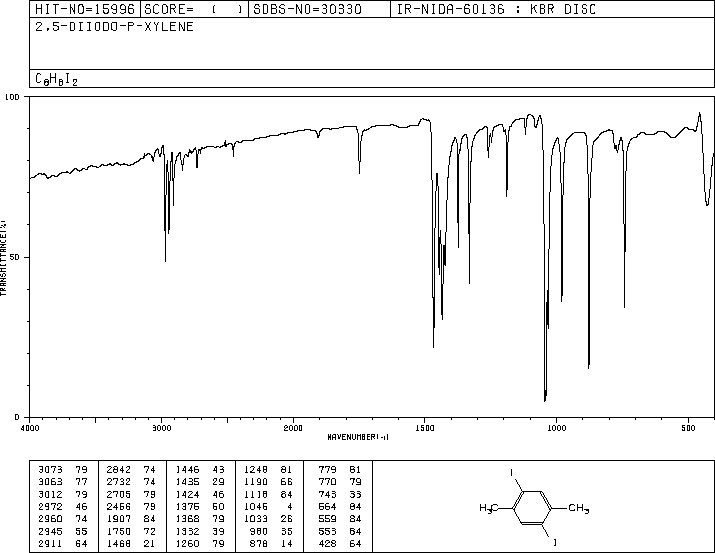 HIT-NO=15996 SCORE= ( ) SDBS-NO=30330 IR-NIDA-60136 : KBR DISC
2,5-DIIODO-P-XYLENE
C8H8I2
100
50
0
TRANSMITTANCE(%)
4000 3000 2000 1500 1000 500
WAVENUMBER(-1)
3073 79 2842 74 1446 43 1248 81 779 81
3063 77 2732 74 1435 29 1190 66 770 79
3012 79 2705 79 1424 46 1118 84 743 33
2972 46 2456 79 1376 50 1046 4 664 84
2960 74 1907 84 1368 79 1033 26 559 84
2945 55 1750 72 1332 39 980 35 553 84
2911 64 1468 21 1260 79 878 14 428 64
I
H3C
CH3
I